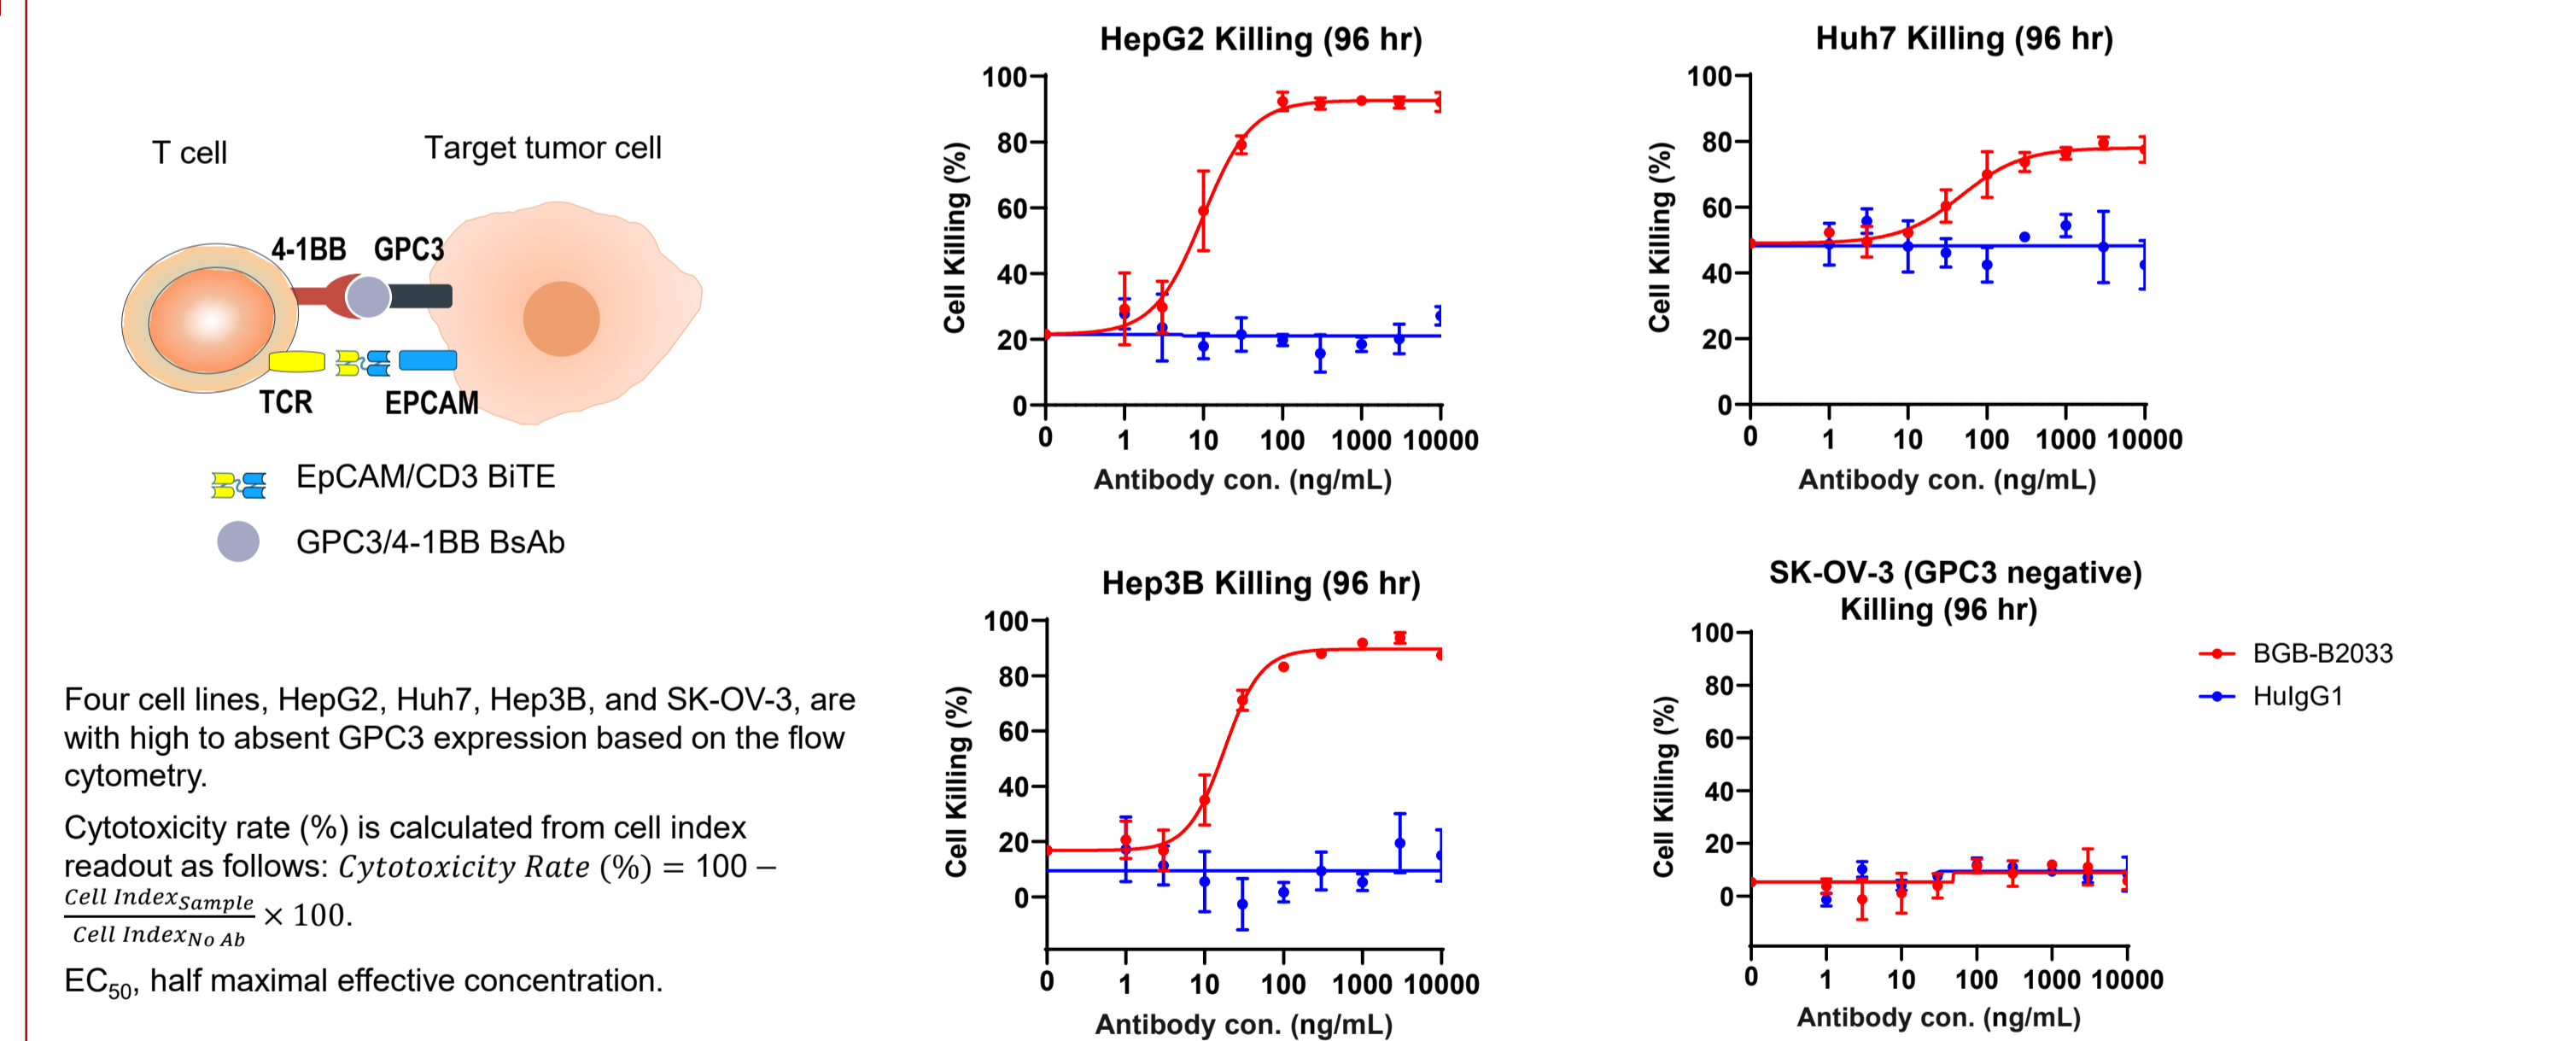 T cell
Target tumor cell
4-1BB GPC3
TCR EPCAM
EpCAM/CD3 BiTE
GPC3/4-1BB BsAb
Four cell lines, HepG2, Huh7, Hep3B, and SK-OV-3, are
with high to absent GPC3 expression based on the flow
cytometry.
Cytotoxicity rate (%) is calculated from cell index
readout as follows: Cytotoxicity Rate (%) = 100 −
Cell Index_Sample
Cell Index_No Ab
× 100.
EC50, half maximal effective concentration.
HepG2 Killing (96 hr)
Cell Killing (%)
100
80
60
40
20
0
0 1 10 100 1000 10000
Antibody con. (ng/mL)
Huh7 Killing (96 hr)
Cell Killing (%)
100
80
60
40
20
0
0 1 10 100 1000 10000
Antibody con. (ng/mL)
Hep3B Killing (96 hr)
Cell Killing (%)
100
80
60
40
20
0
0 1 10 100 1000 10000
Antibody con. (ng/mL)
SK-OV-3 (GPC3 negative)
Killing (96 hr)
Cell Killing (%)
100
80
60
40
20
0
0 1 10 100 1000 10000
Antibody con. (ng/mL)
BGB-B2033
HuIgG1